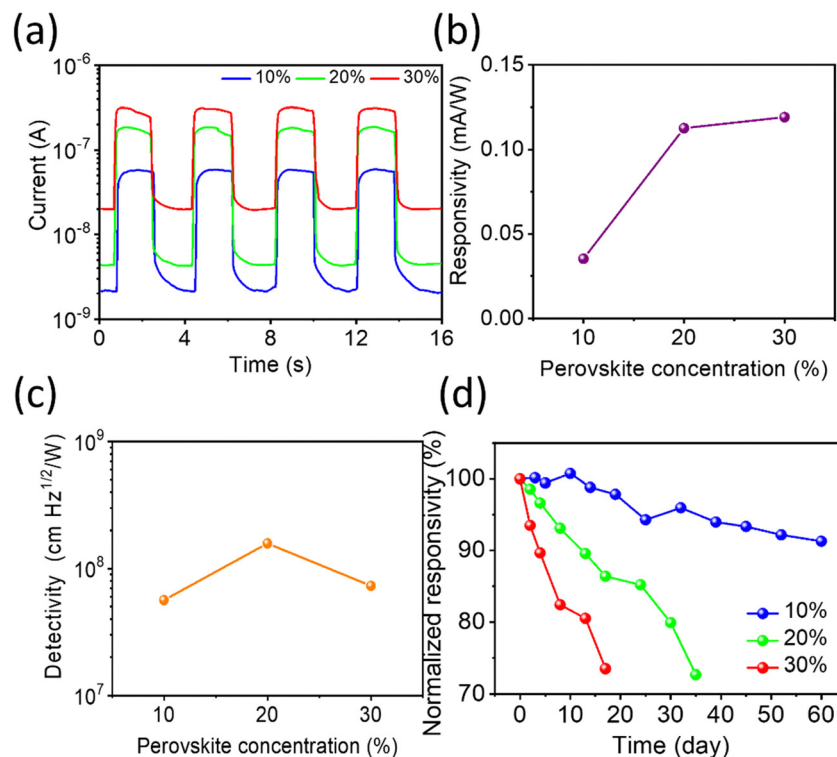 (a)
10% 20% 30%
10⁻⁶
10⁻⁷
10⁻⁸
10⁻⁹
Current (A)
0 4 8 12 16
Time (s)
(b)
0.15
0.10
0.05
0.00
Responsivity (mA/W)
10 20 30
Perovskite concentration (%)
(c)
10⁹
10⁸
10⁷
Detectivity (cm Hz¹/²/W)
10 20 30
Perovskite concentration (%)
(d)
100
90
80
70
Normalized responsivity (%)
10%
20%
30%
0 10 20 30 40 50 60
Time (day)